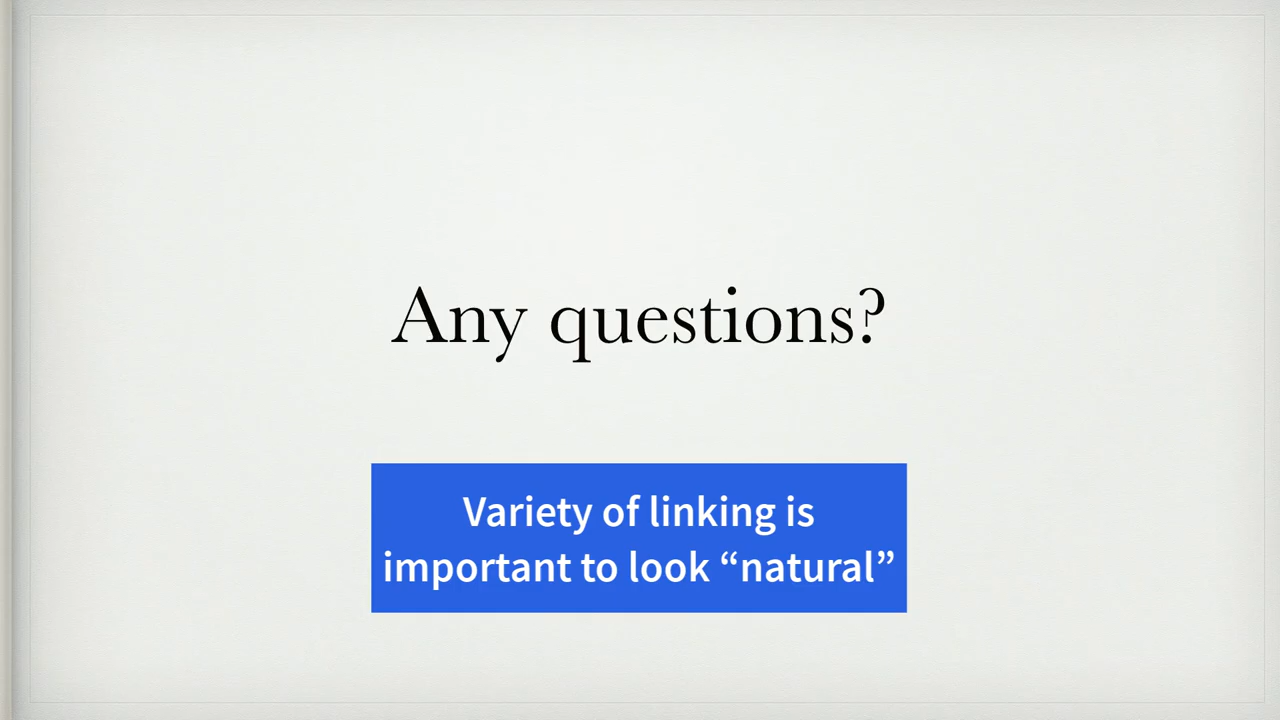 Any questions?
Variety of linking is
important to look “natural”